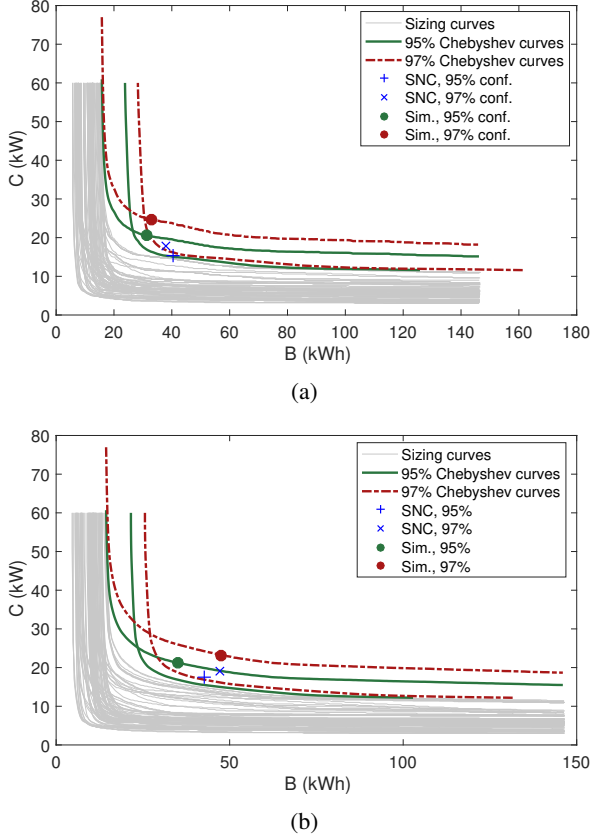 80
70
60
50
40
30
20
10
0
C (kW)
Sizing curves
95% Chebyshev curves
97% Chebyshev curves
SNC, 95% conf.
SNC, 97% conf.
Sim., 95% conf.
Sim., 97% conf.
0 20 40 60 80 100 120 140 160 180
B (kWh)
(a)
80
70
60
50
40
30
20
10
0
C (kW)
Sizing curves
95% Chebyshev curves
97% Chebyshev curves
SNC, 95%
SNC, 97%
Sim., 95%
Sim., 97%
0 50 100 150
B (kWh)
(b)